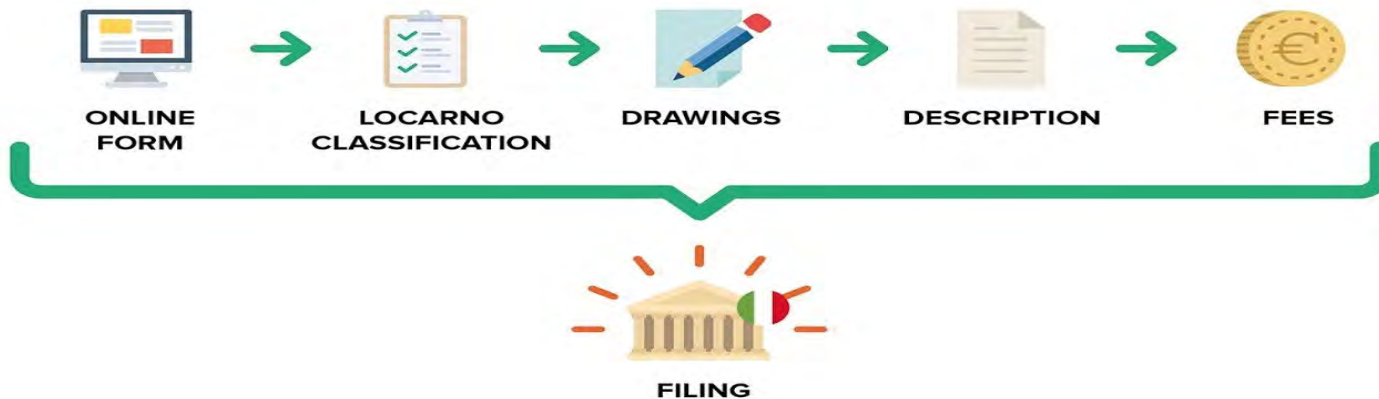 ONLINE
FORM
LOCARNO
CLASSIFICATION
DRAWINGS
DESCRIPTION
FEES
€
FILING